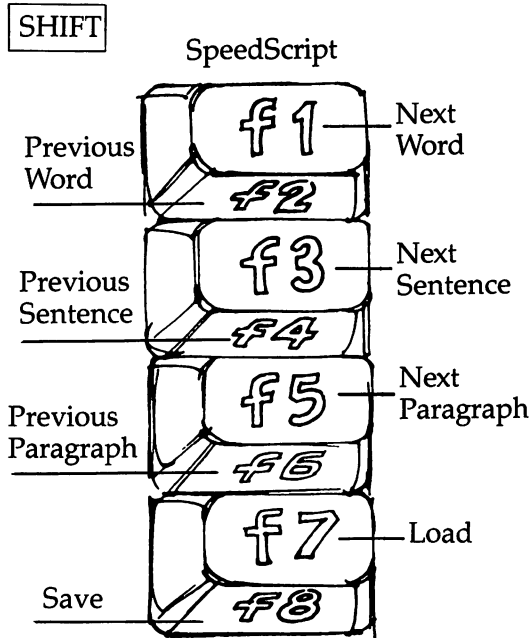 SHIFT
SpeedScript
f1
Next
Word
Previous
Word
f2
f3
Next
Sentence
Previous
Sentence
f4
f5
Next
Paragraph
Previous
Paragraph
f6
f7
Load
Save
f8